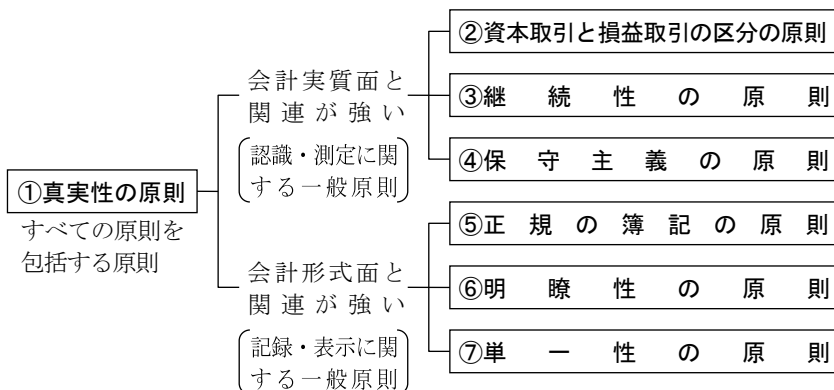 ①真実性の原則
すべての原則を
包括する原則
会計実質面と
関連が強い
認識・測定に関
する一般原則
②資本取引と損益取引の区分の原則
③継続性の原則
④保守主義の原則
会計形式面と
関連が強い
記録・表示に関
する一般原則
⑤正規の簿記の原則
⑥明瞭性の原則
⑦単一性の原則